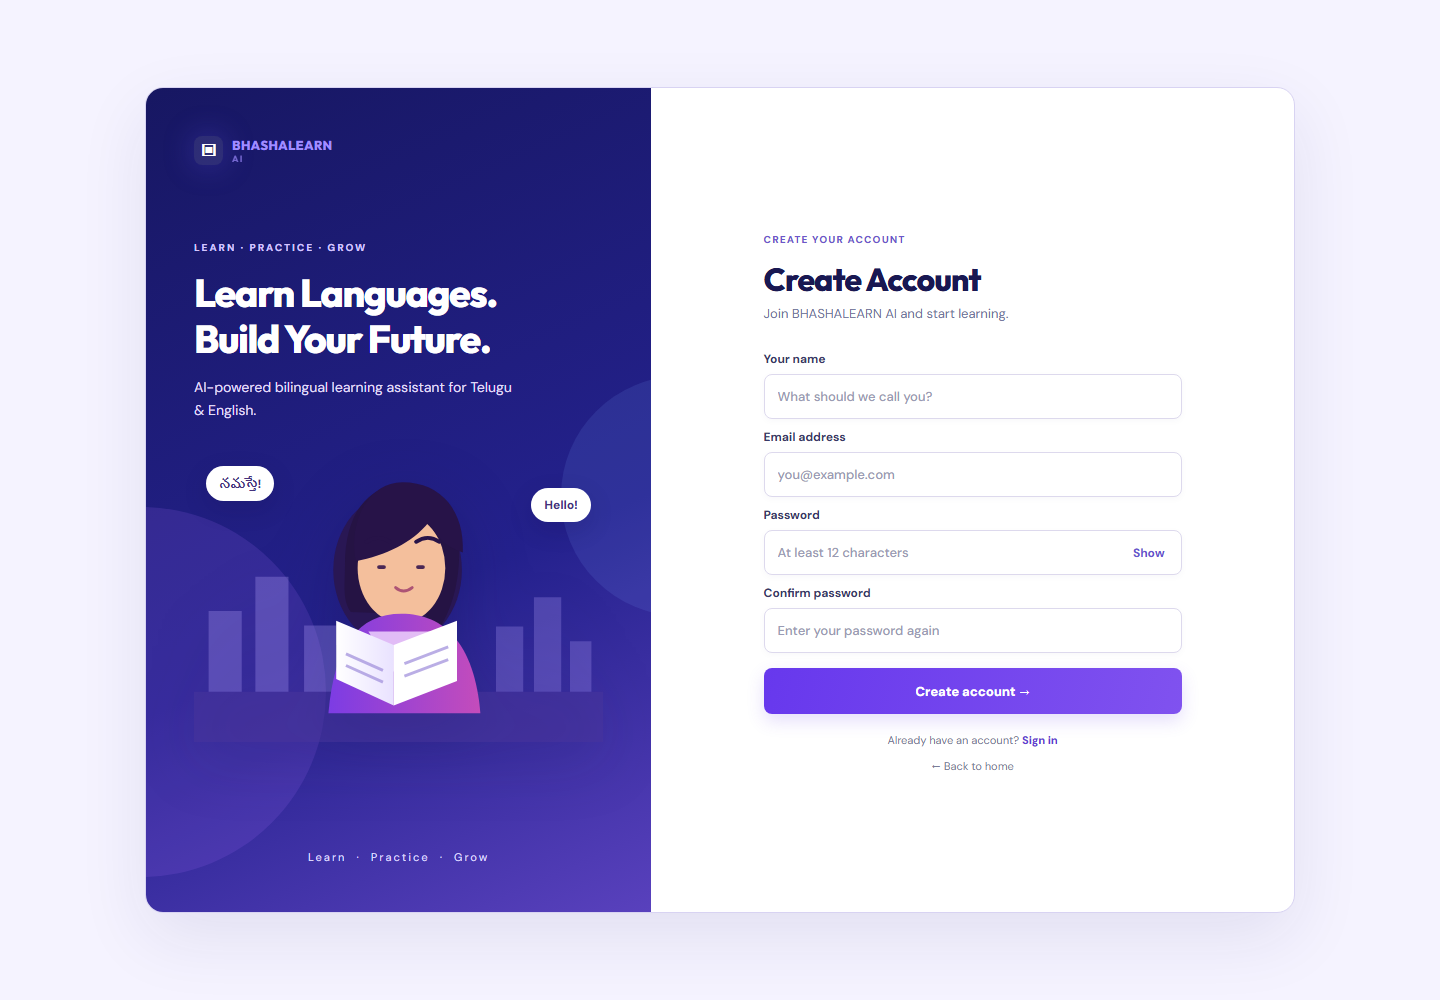 BHASHALEARN
AI
LEARN · PRACTICE · GROW
Learn Languages.
Build Your Future.
AI-powered bilingual learning assistant for Telugu
& English.
నమస్తే!
Hello!
Learn · Practice · Grow
CREATE YOUR ACCOUNT
Create Account
Join BHASHALEARN AI and start learning.
Your name
What should we call you?
Email address
you@example.com
Password
At least 12 characters
Show
Confirm password
Enter your password again
Create account →
Already have an account? Sign in
← Back to home